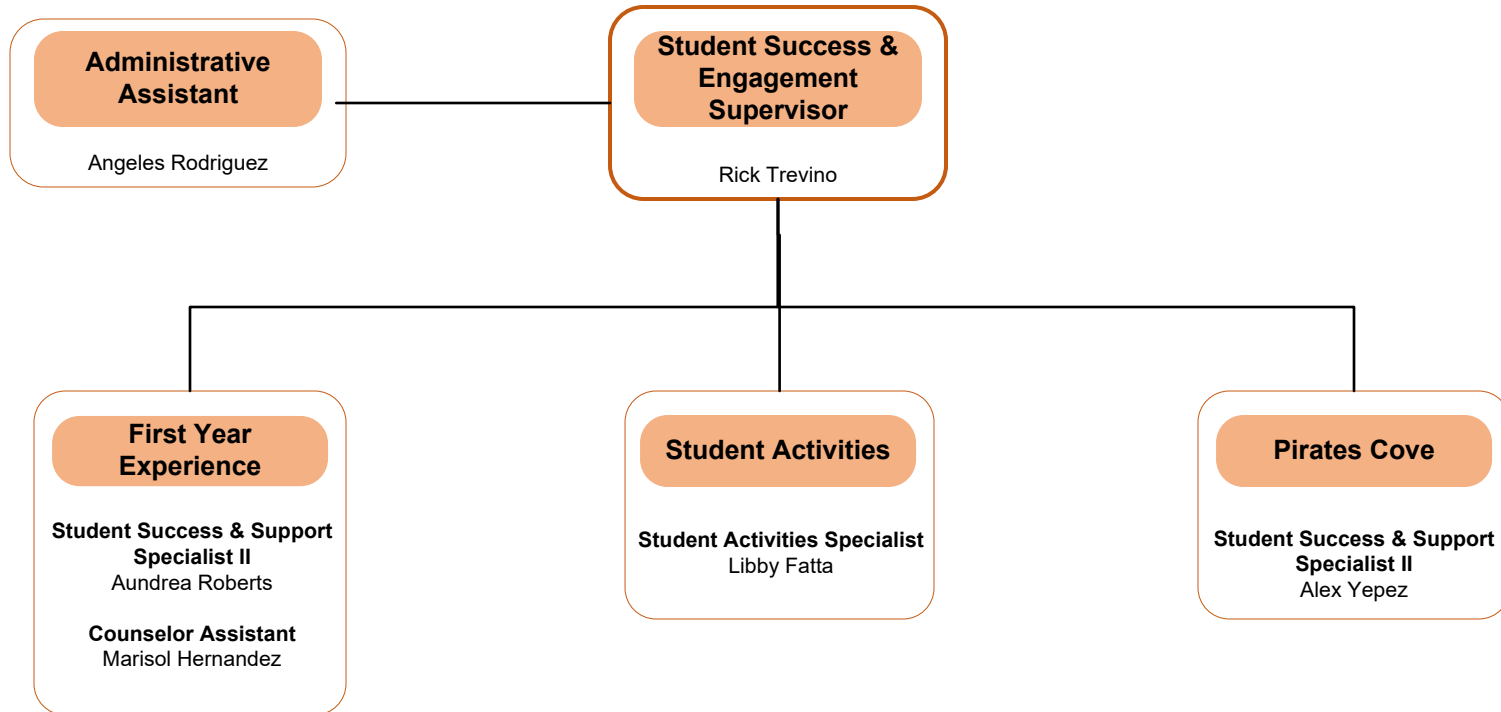 Administrative
Assistant
Angeles Rodriguez
Student Success &
Engagement
Supervisor
Rick Trevino
First Year
Experience
Student Success & Support
Specialist II
Aundrea Roberts
Counselor Assistant
Marisol Hernandez
Student Activities
Student Activities Specialist
Libby Fatta
Pirates Cove
Student Success & Support
Specialist II
Alex Yepez